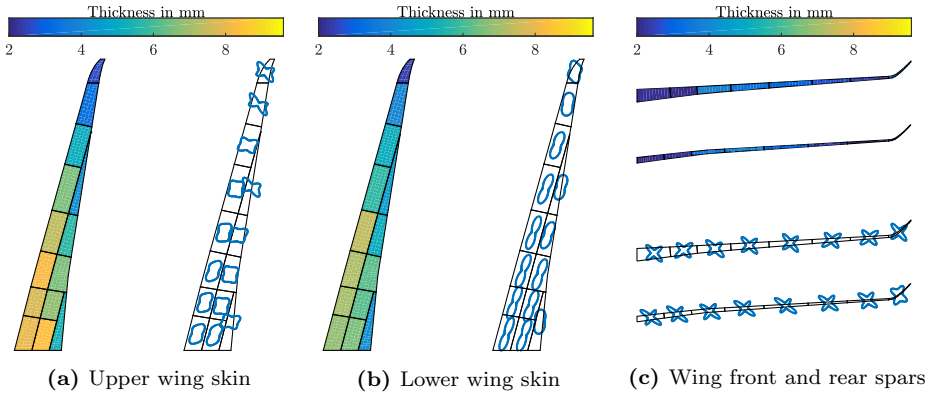 Thickness in mm Thickness in mm Thickness in mm
2 4 6 8 2 4 6 8 2 4 6 8
(a) Upper wing skin (b) Lower wing skin (c) Wing front and rear spars